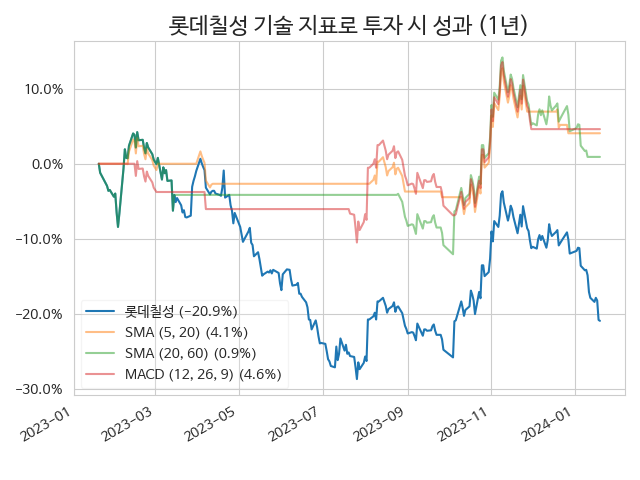 롯데칠성 기술 지표로 투자 시 성과 (1년)
10.0%
0.0%
−10.0%
−20.0%
−30.0%
롯데칠성 (−20.9%)
SMA (5, 20) (4.1%)
SMA (20, 60) (0.9%)
MACD (12, 26, 9) (4.6%)
2023−01
2023−03
2023−05
2023−07
2023−09
2023−11
2024−01